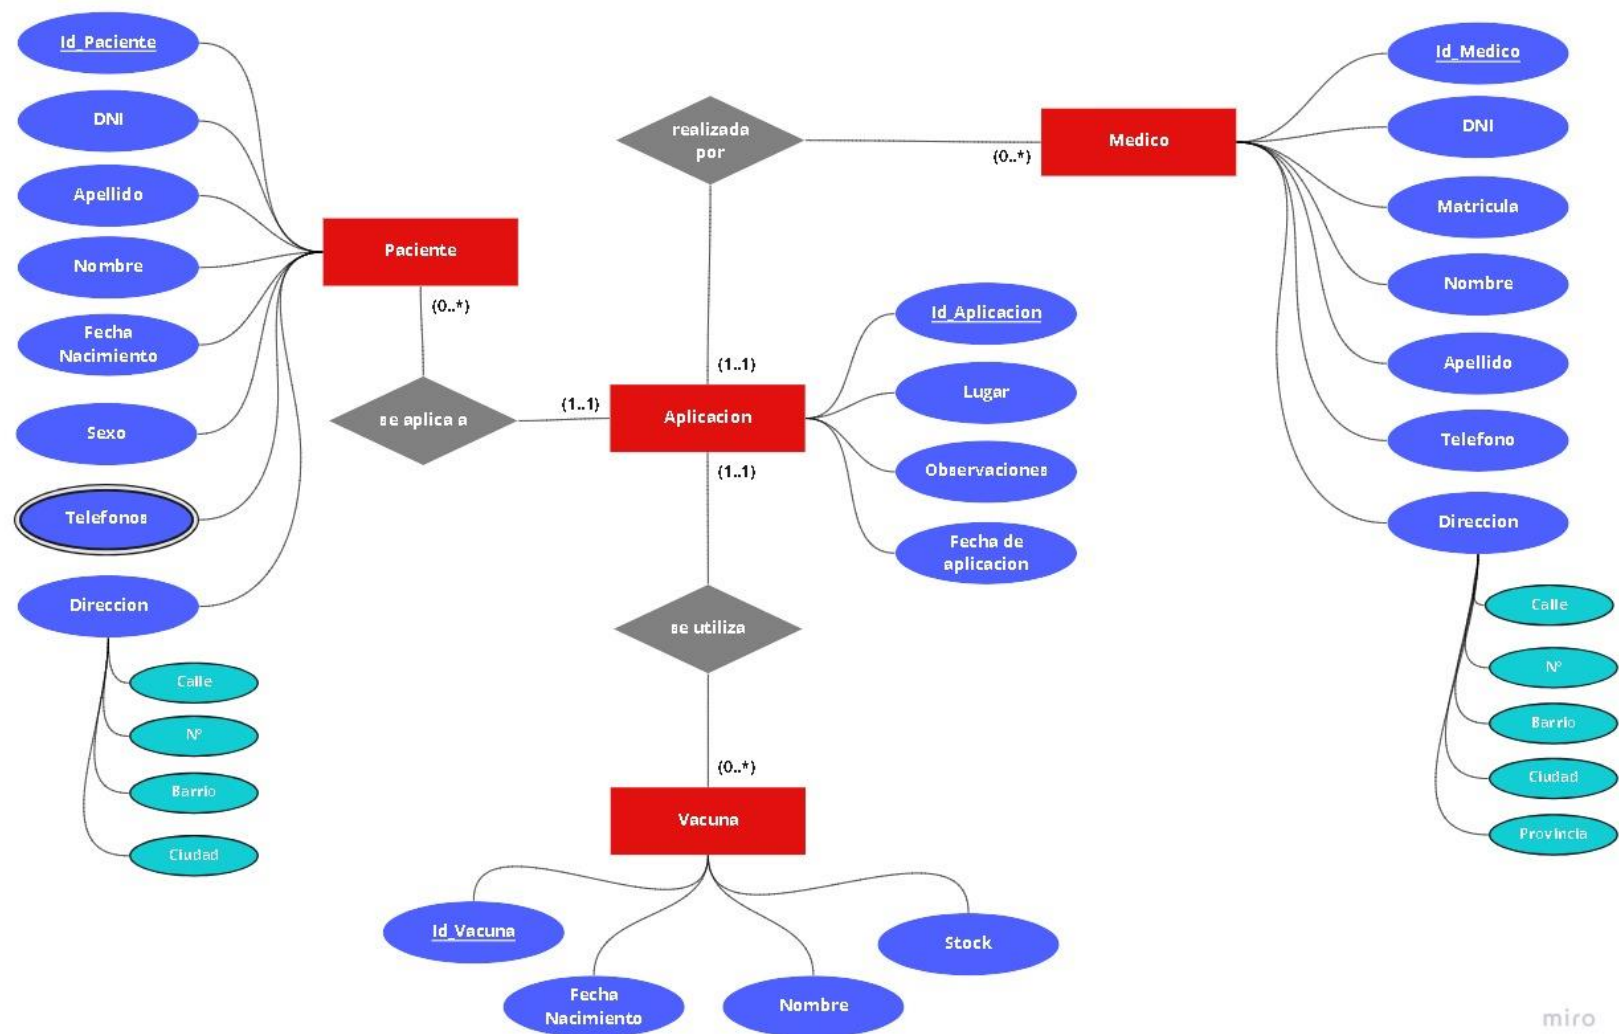 Id_Paciente
DNI
Apellido
Nombre
Fecha
Nacimiento
Sexo
Telefonos
Direccion
Calle
Nº
Barrio
Ciudad
Paciente
(0..*)
se aplica a
(1..1)
realizada
por
(0..*)
Medico
(1..1)
Aplicacion
(1..1)
Id_Aplicacion
Lugar
Observaciones
Fecha de
aplicacion
se utiliza
(0..*)
Vacuna
Id_Vacuna
Fecha
Nacimiento
Nombre
Stock
Id_Medico
DNI
Matricula
Nombre
Apellido
Telefono
Direccion
Calle
Nº
Barrio
Ciudad
Provincia
miro